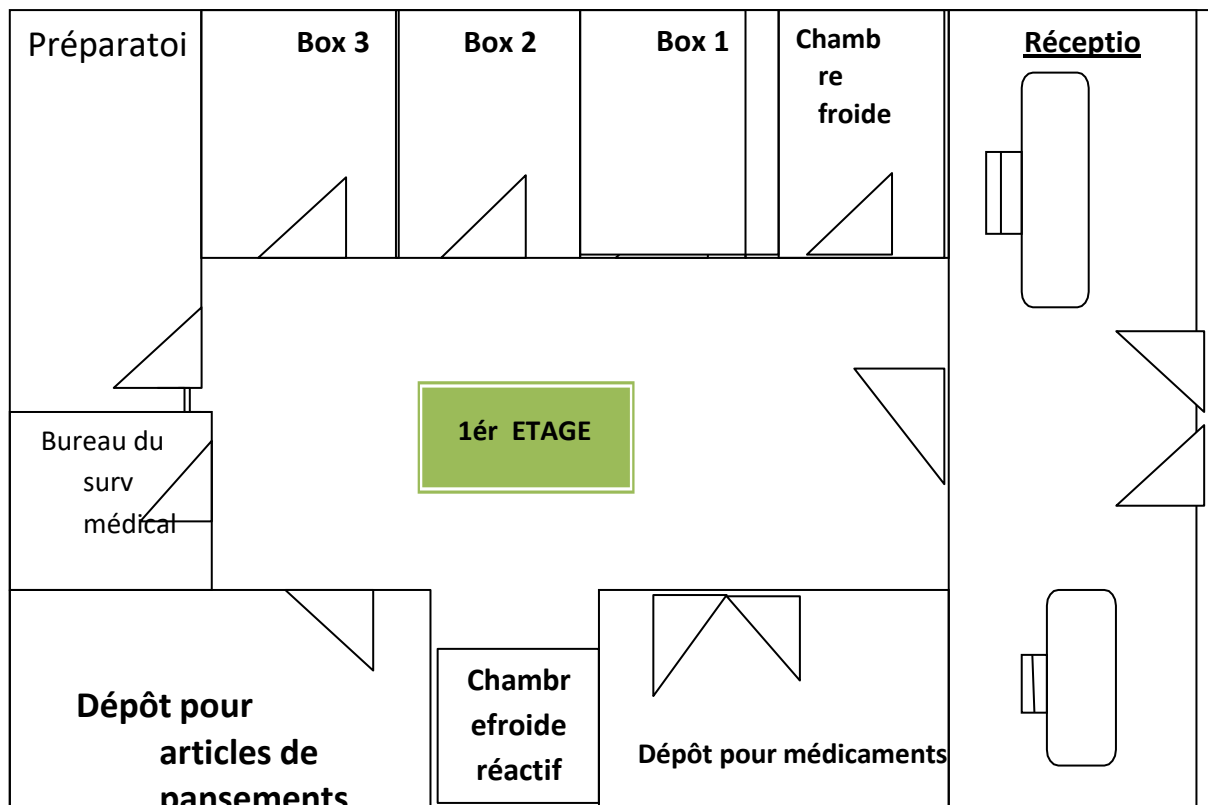 Préparatoi
Box 3
Box 2
Box 1
Chamb
re
froide
Réceptio
1ér ETAGE
Bureau du
surv
médical
Dépôt pour
articles de
pansements
Chambr
efroide
réactif
Dépôt pour médicaments